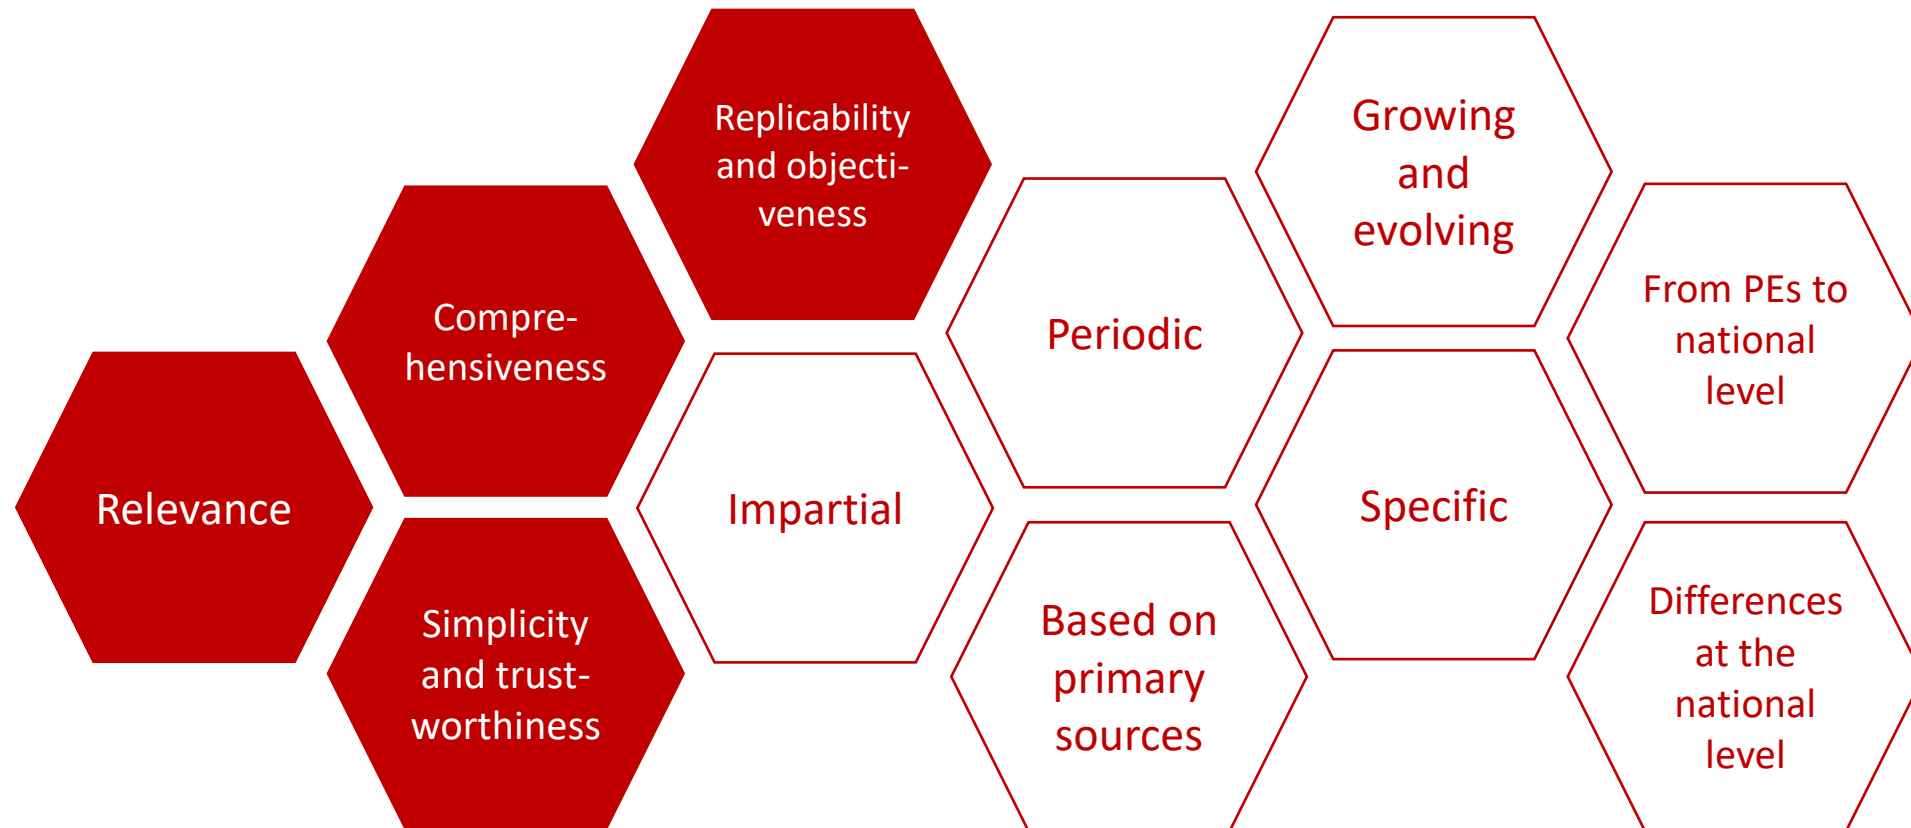 Relevance
Compre-
hensiveness
Simplicity
and trust-
worthiness
Replicability
and objecti-
veness
Impartial
Periodic
Based on
primary
sources
Growing
and
evolving
Specific
From PEs to
national
level
Differences
at the
national
level